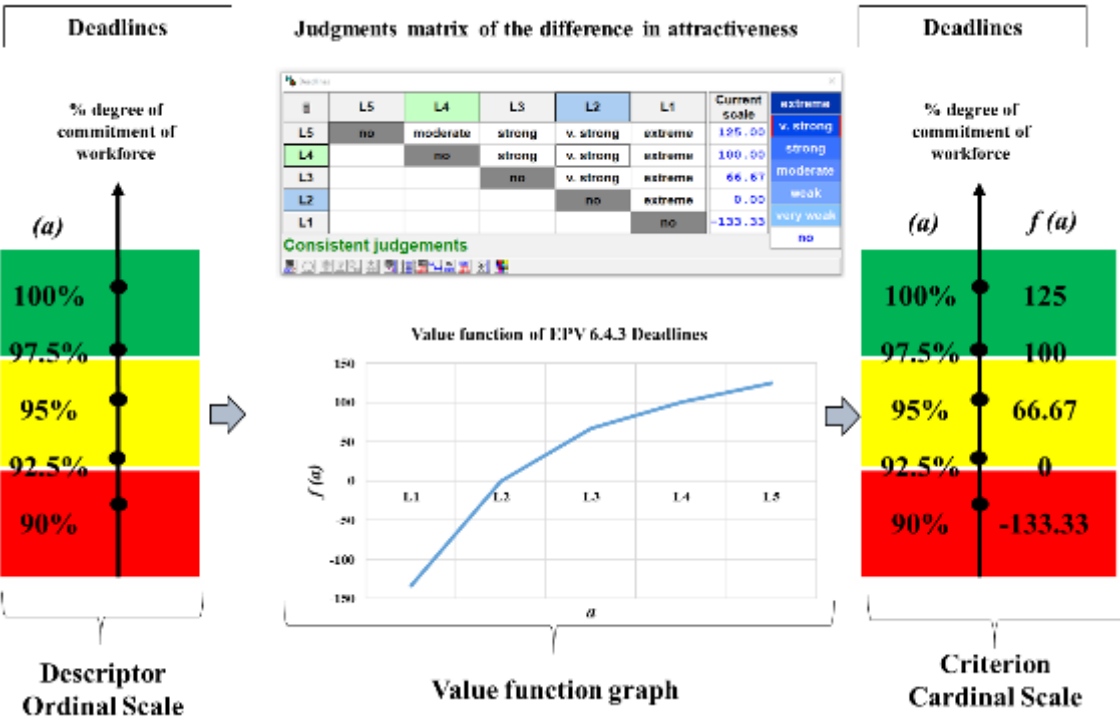 Deadlines
% degree of
commitment of
workforce
(a)
100%
97.5%
95%
92.5%
90%
Descriptor
Ordinal Scale
Judgments matrix of the difference in attractiveness
Deadlines
L5 L4 L3 L2 L1 Current scale
L5 no moderate strong v. strong extreme 125.00
L4 no strong v. strong extreme 100.00
L3 no v. strong extreme 66.67
L2 no extreme 0.00
L1 no -133.33
extreme
v. strong
strong
moderate
weak
very weak
no
Consistent judgements
Value function of EPV 6.4.3 Deadlines
150
100
50
0
-50
-100
150
f (a)
L1 L2 L3 L4 L5
a
Value function graph
Deadlines
% degree of
commitment of
workforce
(a) f (a)
100% 125
97.5% 100
95% 66.67
92.5% 0
90% -133.33
Criterion
Cardinal Scale